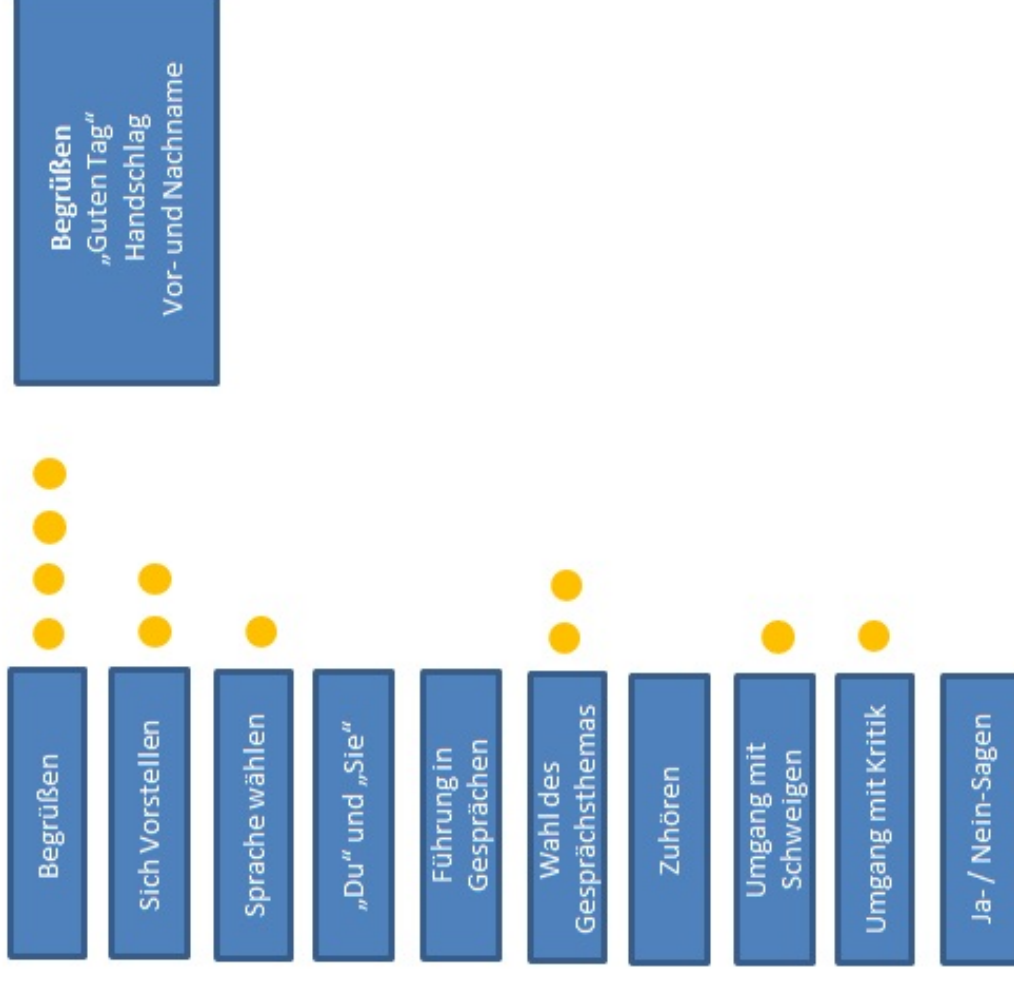 Begrüßen
„Guten Tag“
Handschlag
Vor- und Nachname
Begrüßen
Sich Vorstellen
Sprache wählen
„Du“ und „Sie“
Führung in
Gesprächen
Wahl des
Gesprächsthemas
Zuhören
Umgang mit
Schweigen
Umgang mit Kritik
Ja- / Nein-Sagen